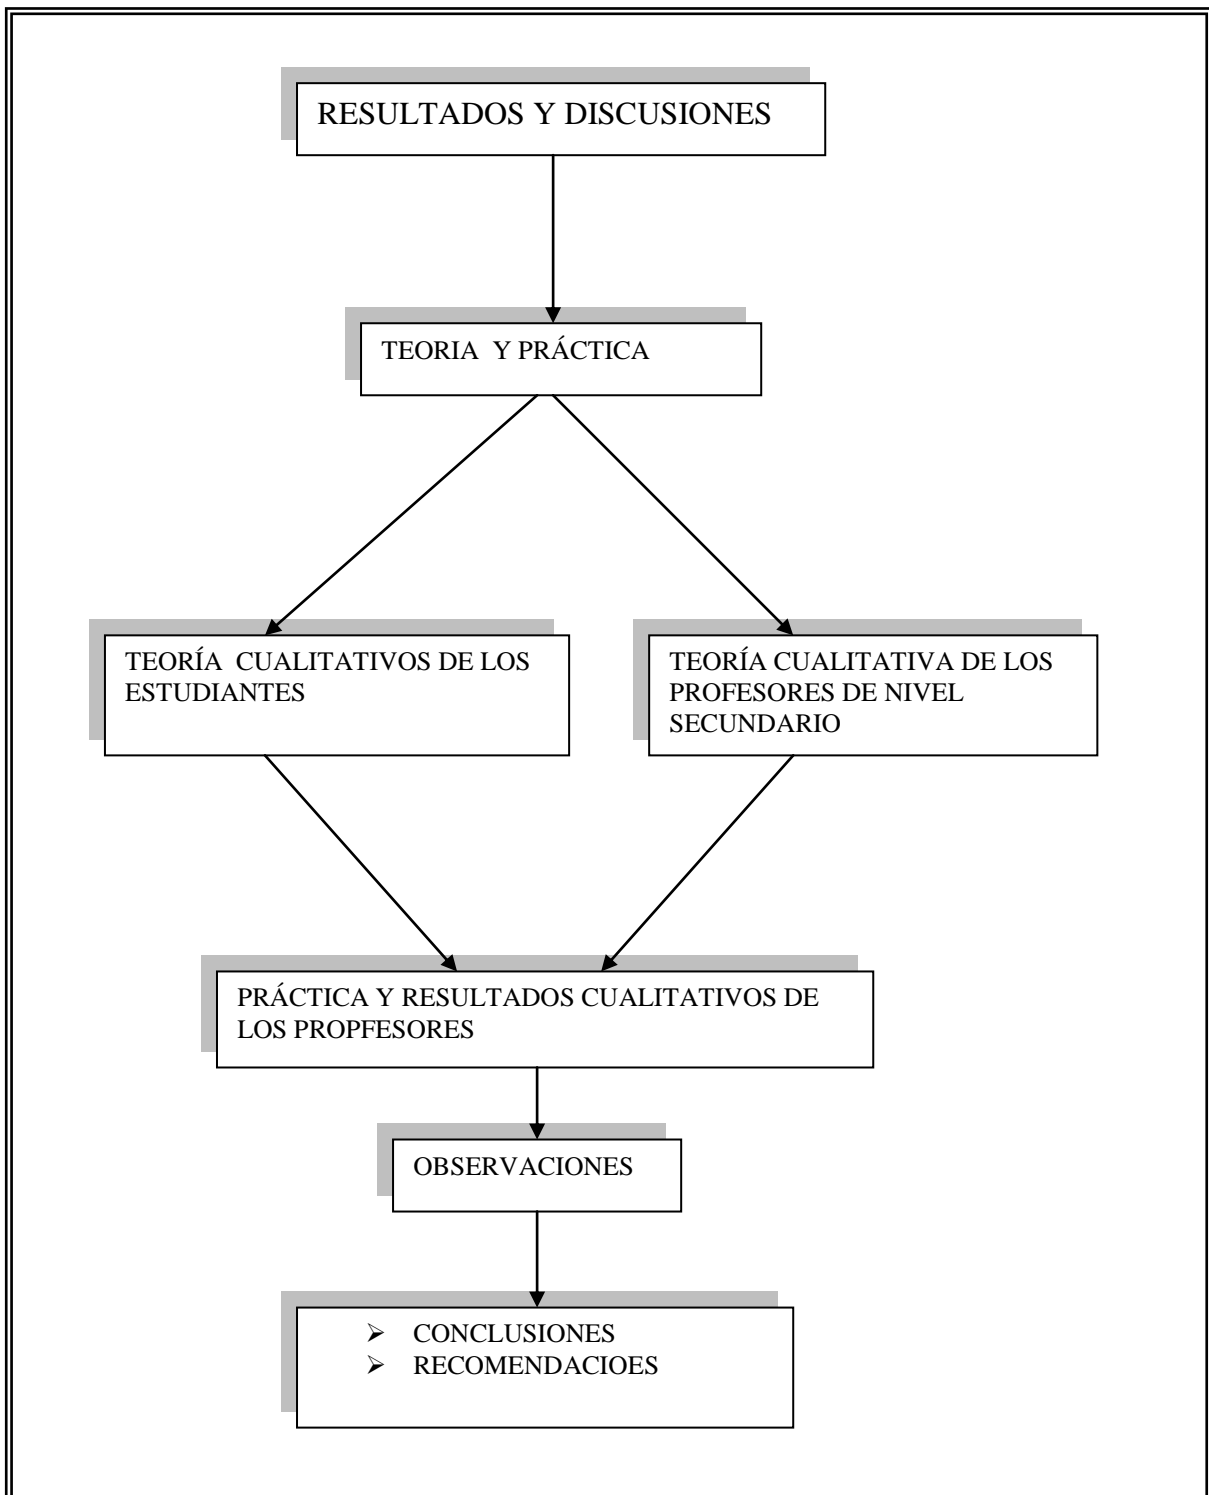 RESULTADOS Y DISCUSIONES
TEORIA  Y PRÁCTICA
TEORÍA  CUALITATIVOS DE LOS
ESTUDIANTES
TEORÍA CUALITATIVA DE LOS
PROFESORES DE NIVEL
SECUNDARIO
PRÁCTICA Y RESULTADOS CUALITATIVOS DE
LOS PROPFESORES
OBSERVACIONES
➢ CONCLUSIONES
➢ RECOMENDACIOES